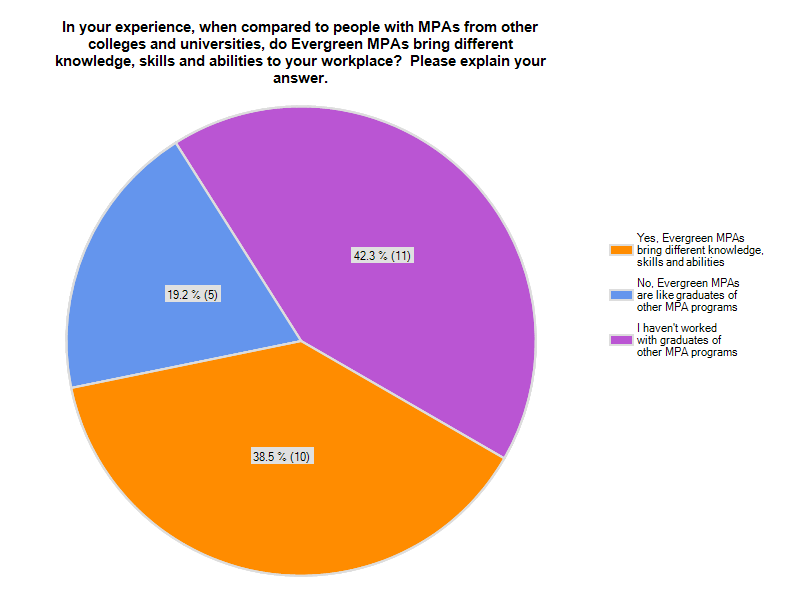 In your experience, when compared to people with MPAs from other
colleges and universities, do Evergreen MPAs bring different
knowledge, skills and abilities to your workplace?  Please explain your
answer.
42.3 % (11)
19.2 % (5)
38.5 % (10)
Yes, Evergreen MPAs
bring different knowledge,
skills and abilities
No, Evergreen MPAs
are like graduates of
other MPA programs
I haven't worked
with graduates of
other MPA programs